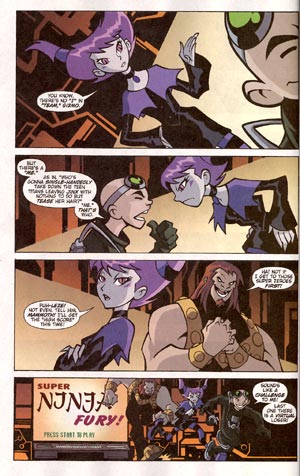 YOU KNOW,
THERE'S NO "I" IN
"TEAM," GIZMO.
BUT
THERE'S A
"ME."
AS IN, "WHO'S
GONNA SINGLE-HANDEDLY
TAKE DOWN THE TEEN
TITANS LEAVING JINX WITH
NOTHING TO DO BUT
TEASE HER HAIR?"
"ME."
THAT'S
WHO.
PUH-LEZE!
NOT EVEN. TELL HIM,
MAMMOTH! I'LL GET
THE "HIGH SCORE"
THIS TIME!
HA! NOT IF
I GET TO THOSE
SUPER ZEROES
FIRST!
SUPER
NINJA
FURY!
PRESS START TO PLAY
SOUNDS
LIKE A
CHALLENGE
TO ME!
LAST
ONE THERE IS
A VIRTUAL
LOSER!